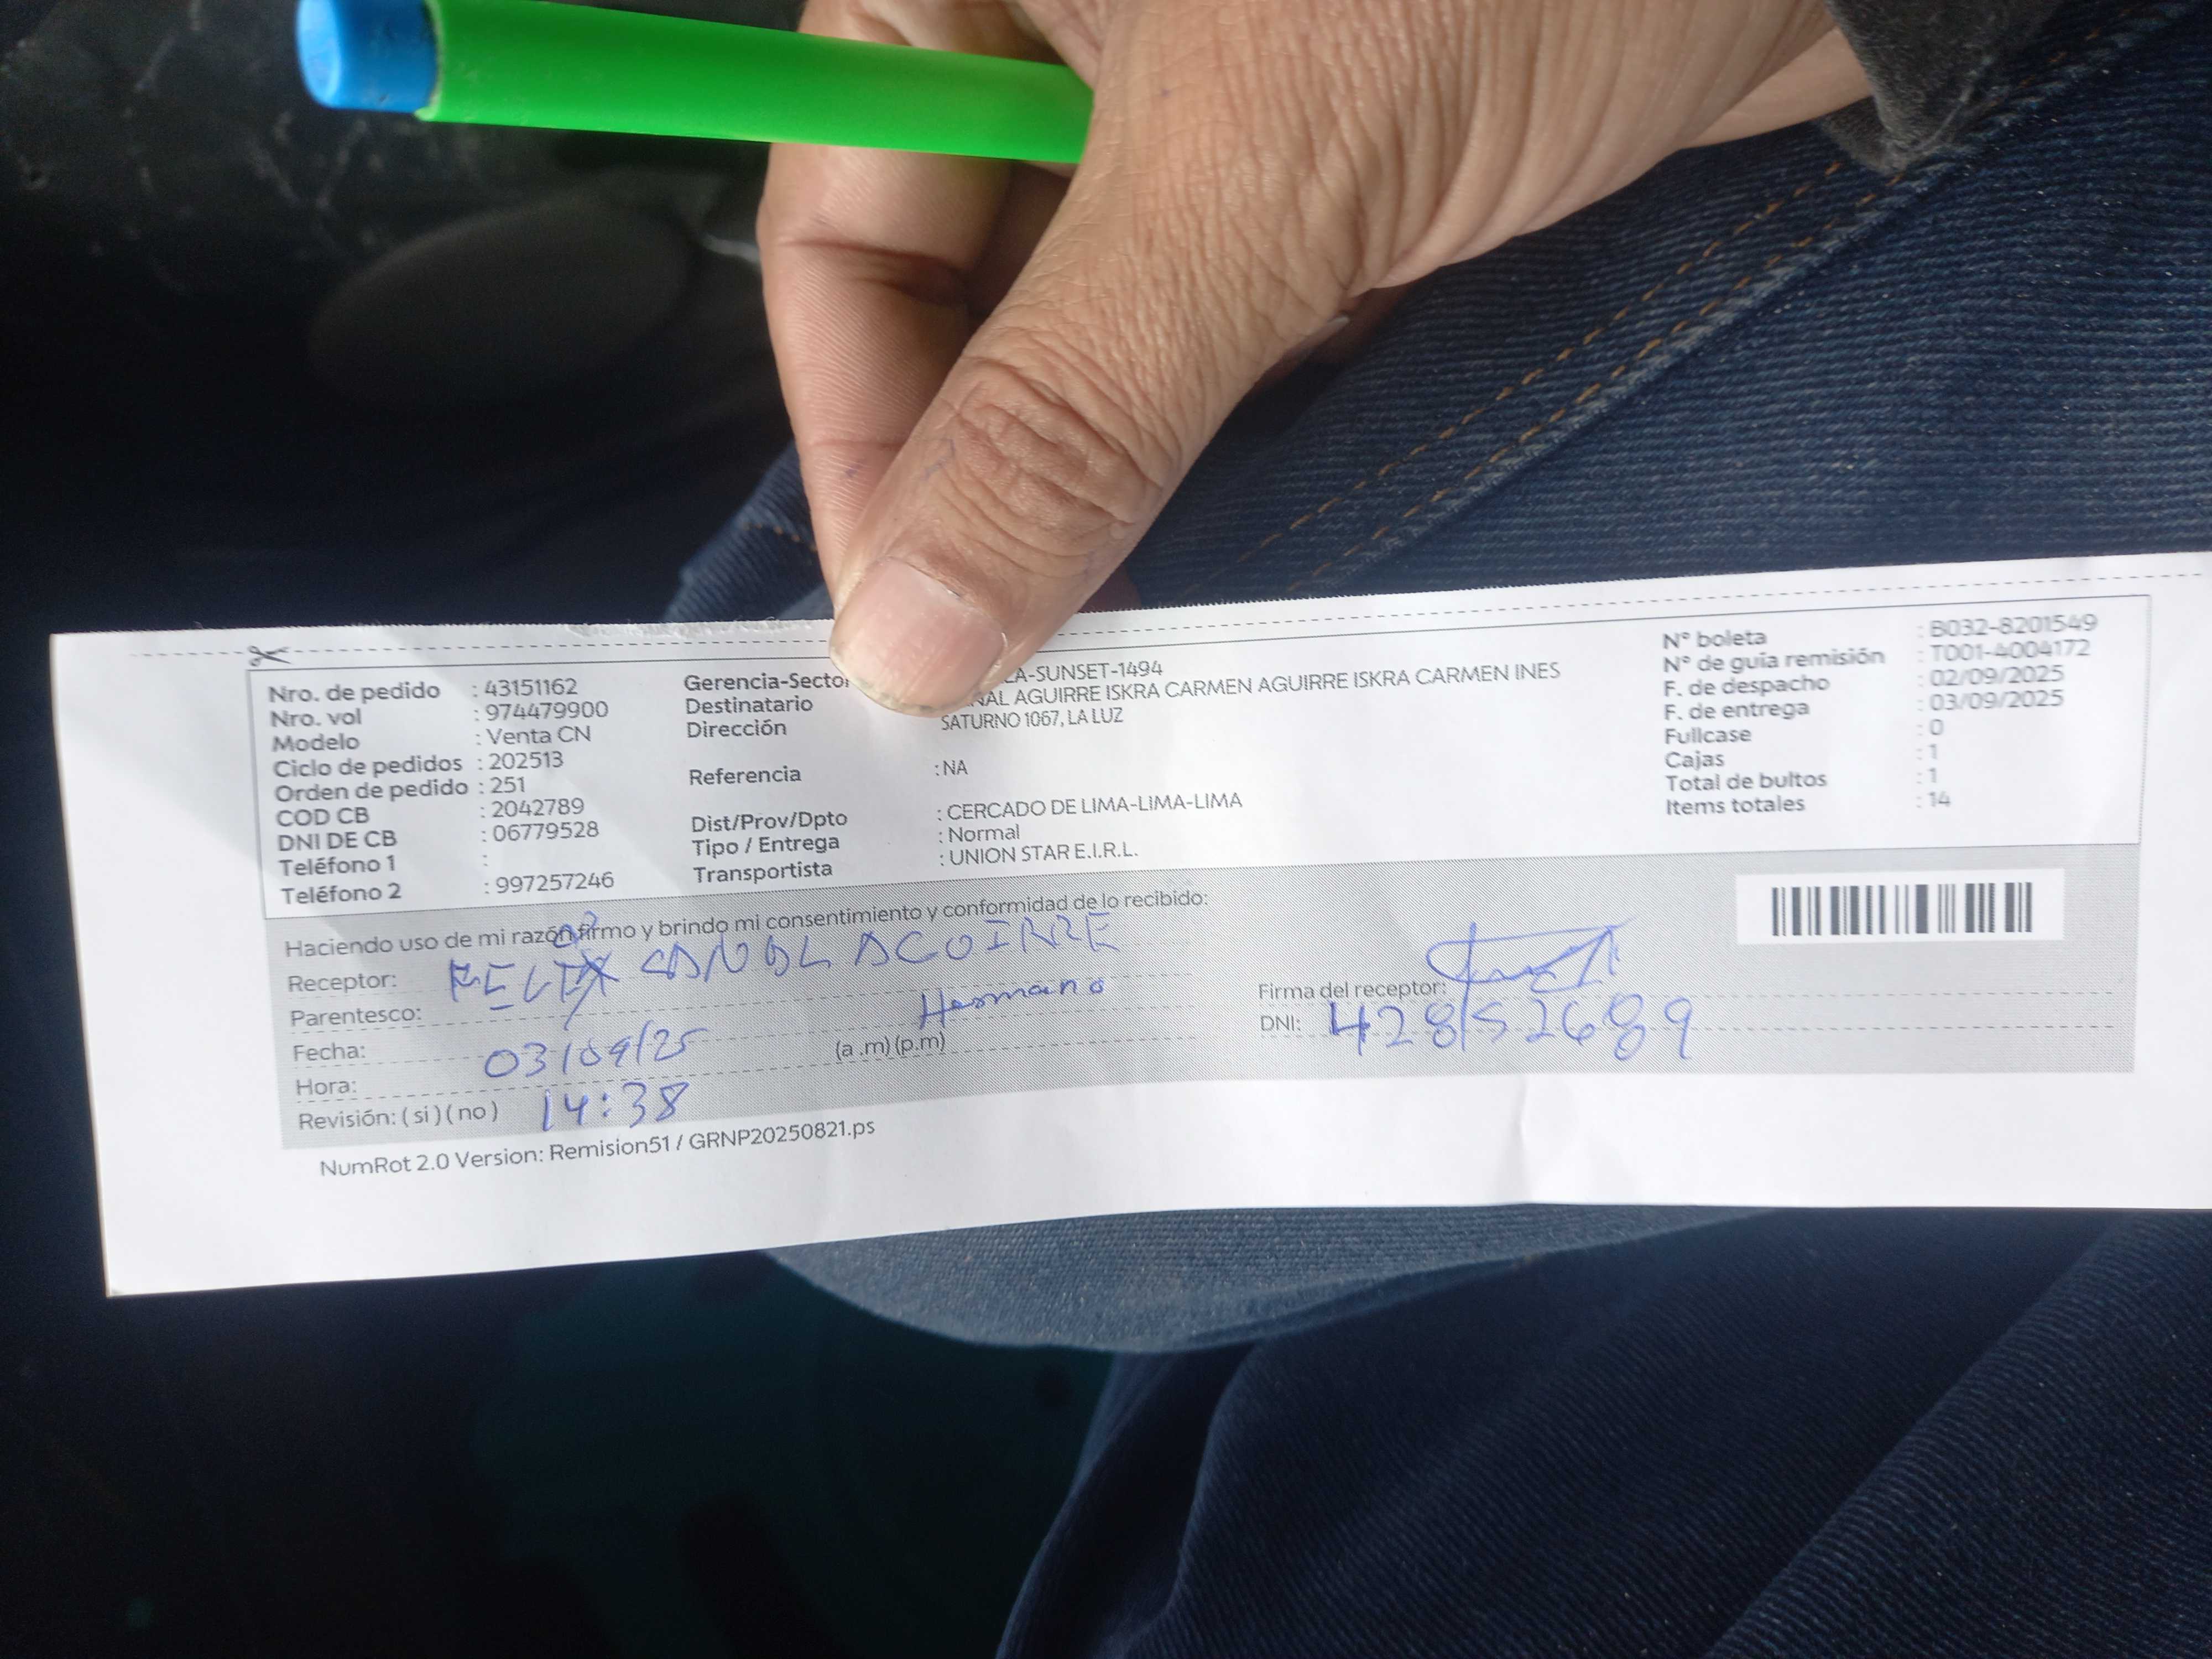 Nro. de pedido : 43151162
Nro. vol : 974479900
Modelo : Venta CN
Ciclo de pedidos : 202513
Orden de pedido : 251
COD CB : 2042789
DNI DE CB : 06779528
Teléfono 1 :
Teléfono 2 : 997257246
Gerencia-Sector LA-SUNSET-1494
Destinatario NAL AGUIRRE ISKRA CARMEN AGUIRRE ISKRA CARMEN INES
Dirección SATURNO 1067, LA LUZ
Referencia : NA
Dist/Prov/Dpto : CERCADO DE LIMA-LIMA-LIMA
Tipo / Entrega : Normal
Transportista : UNION STAR E.I.R.L.
N° boleta : B032-8201549
N° de guía remisión : T001-4004172
F. de despacho : 02/09/2025
F. de entrega : 03/09/2025
Fullcase : 0
Cajas : 1
Total de bultos : 1
Items totales : 14
Haciendo uso de mi razón firmo y brindo mi consentimiento y conformidad de lo recibido:
Receptor: AGUIRRE
Parentesco: Hermano
Fecha: 03/09/25 (a .m) (p.m)
Hora: 14:38
Revisión: ( si ) ( no )
Firma del receptor:
DNI: 42852689
NumRot 2.0 Version: Remision51 / GRNP20250821.ps